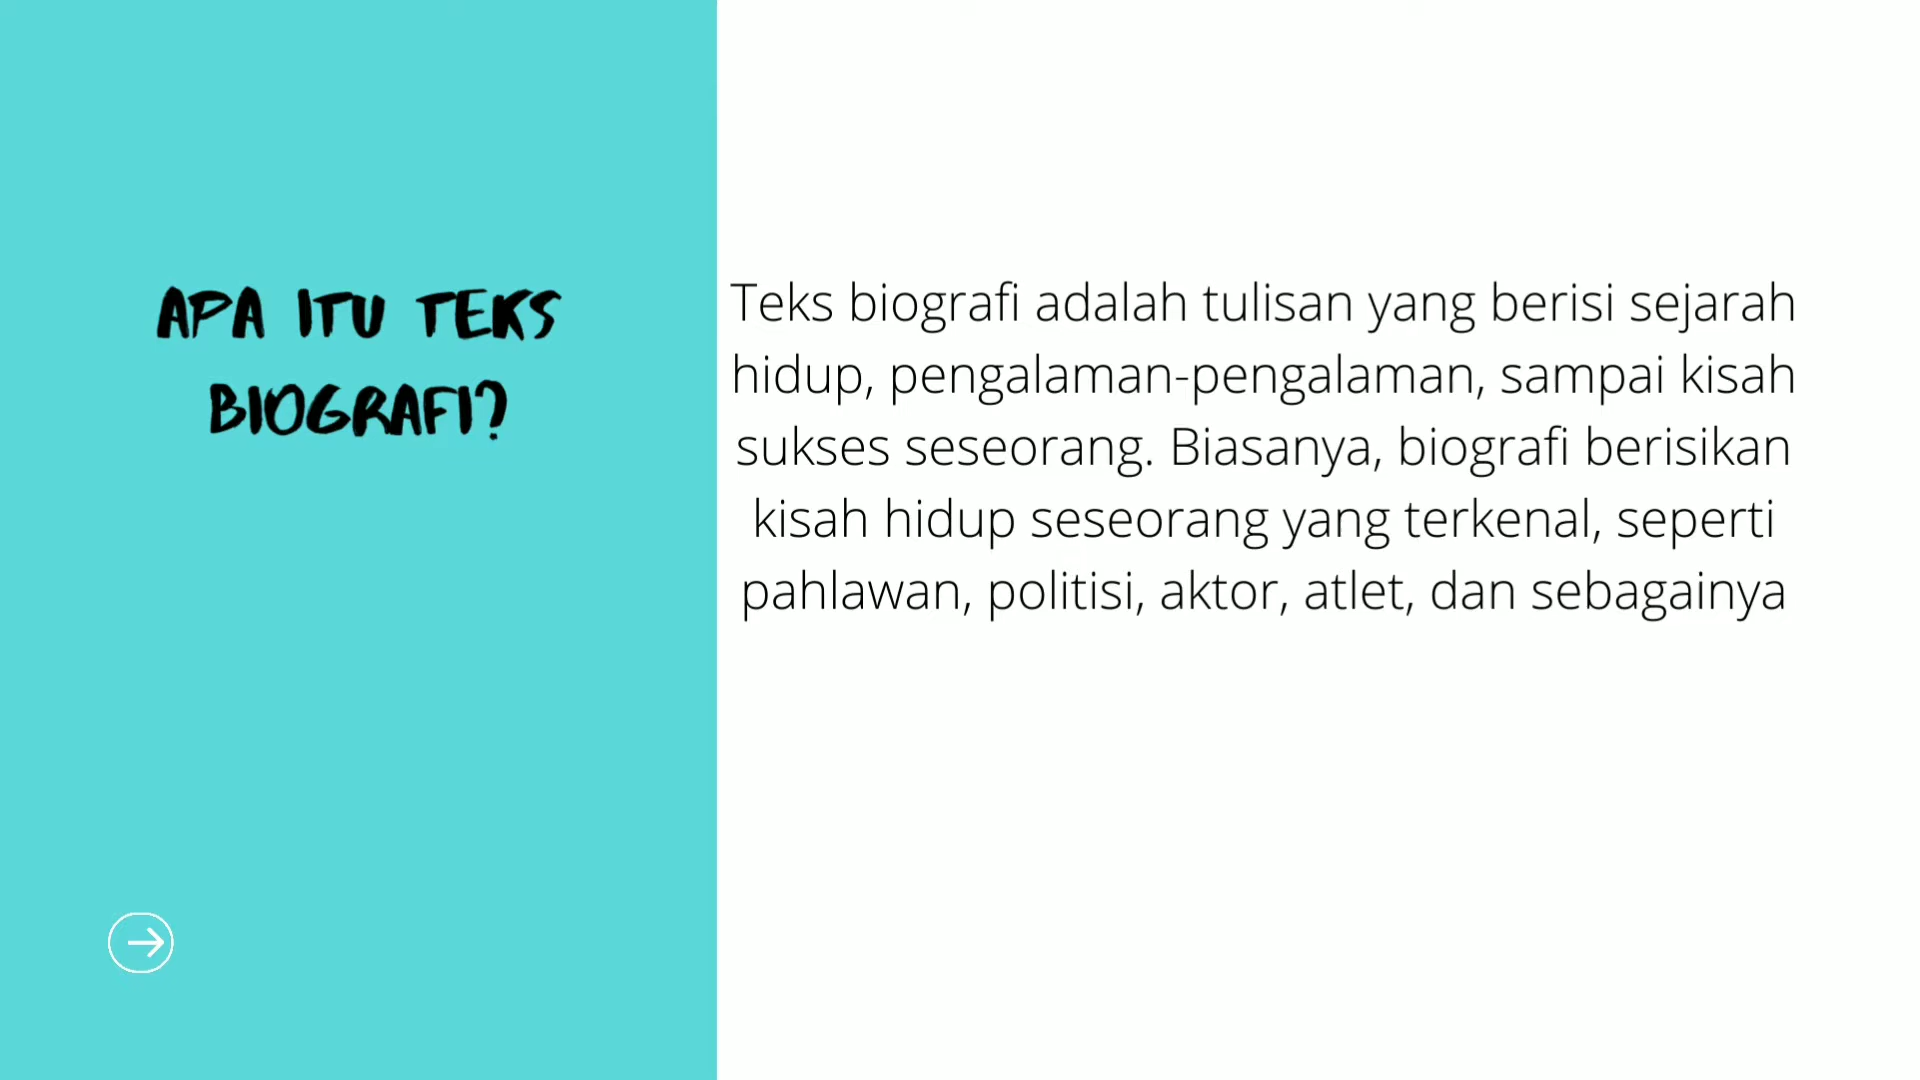 APA ITU TEKS
BIOGRAFI?
Teks biografi adalah tulisan yang berisi sejarah
hidup, pengalaman-pengalaman, sampai kisah
sukses seseorang. Biasanya, biografi berisikan
kisah hidup seseorang yang terkenal, seperti
pahlawan, politisi, aktor, atlet, dan sebagainya